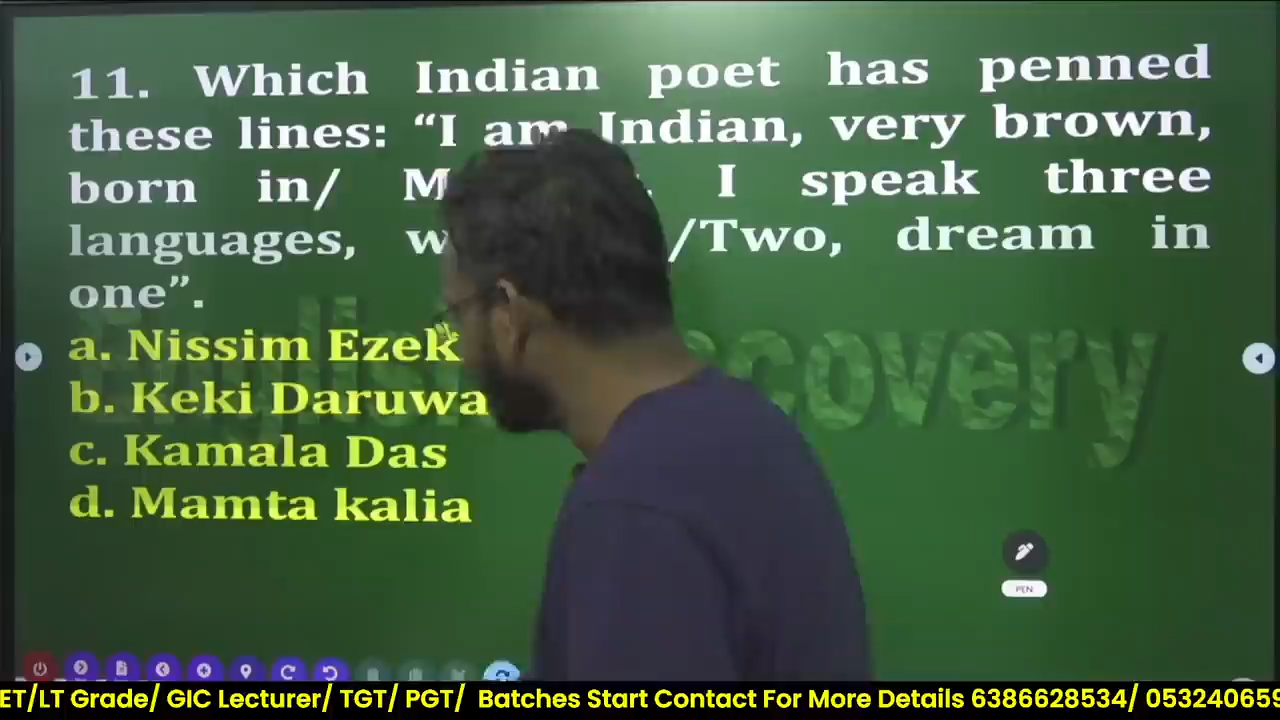 11. Which Indian poet has penned
these lines: “I am Indian, very brown,
born in/ I speak three
languages, /Two, dream in
one”.
a. Nissim Ezek
b. Keki Daruwa
c. Kamala Das
d. Mamta kalia
covery
PEN
ET/LT Grade/ GIC Lecturer/ TGT/ PGT/ Batches Start Contact For More Details 6386628534/ 053240659